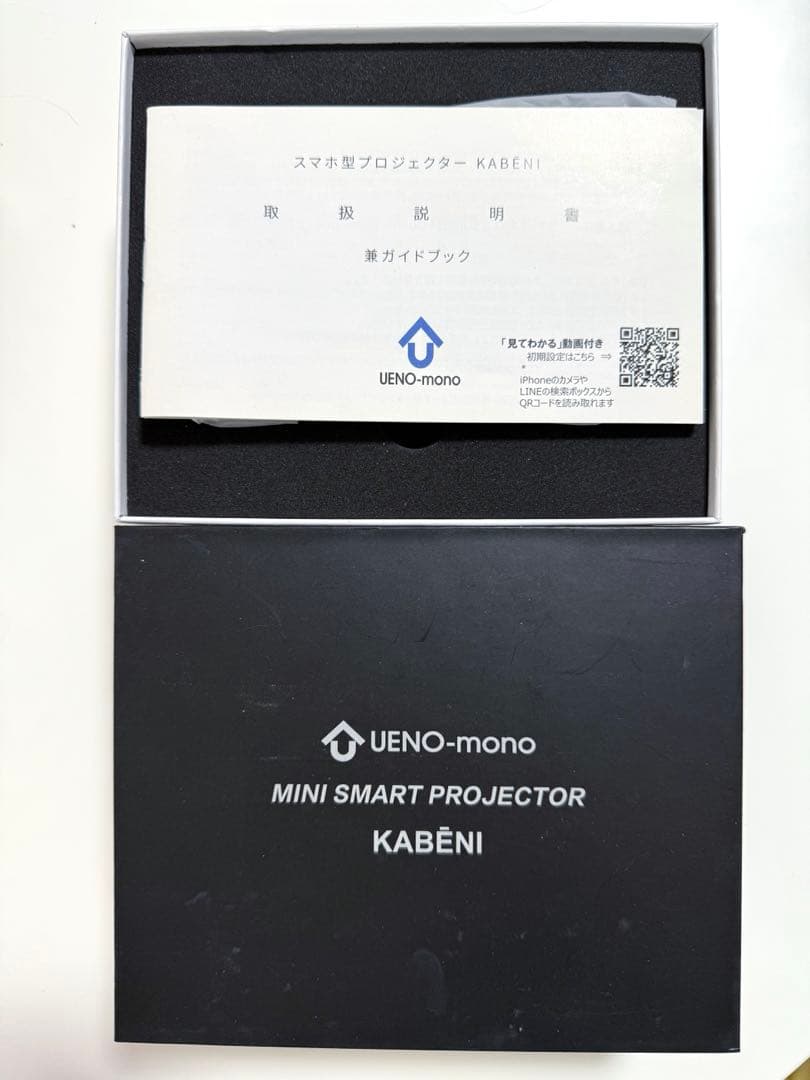 スマホ型プロジェクター KABĒNI
取扱説明書
兼ガイドブック
UENO-mono
「見てわかる」動画付き
初期設定はこちら ⇒
*
iPhoneのカメラや
LINEの検索ボックスから
QRコードを読み取れます
UENO-mono
MINI SMART PROJECTOR
KABĒNI